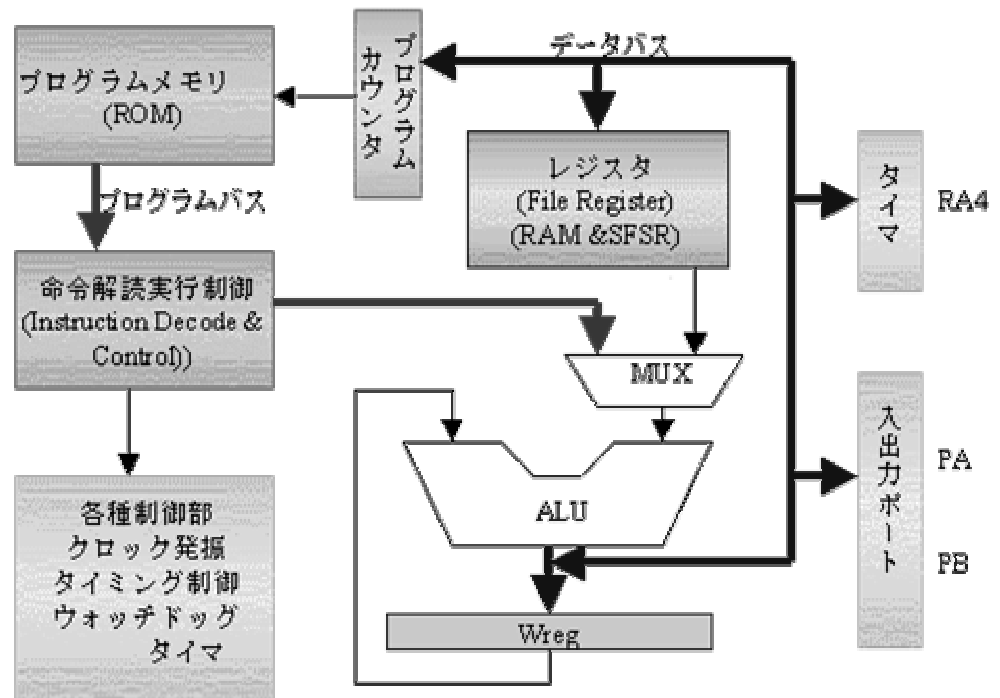 プログラムメモリ
(ROM)
プログラム
カウンタ
データバス
プログラムバス
レジスタ
(File Register)
(RAM &SFSR)
タイマ
RA4
命令解読実行制御
(Instruction Decode &
Control))
MUX
ALU
Wreg
入出力ポート
PA
PB
各種制御部
クロック発振
タイミング制御
ウォッチドッグ
タイマ